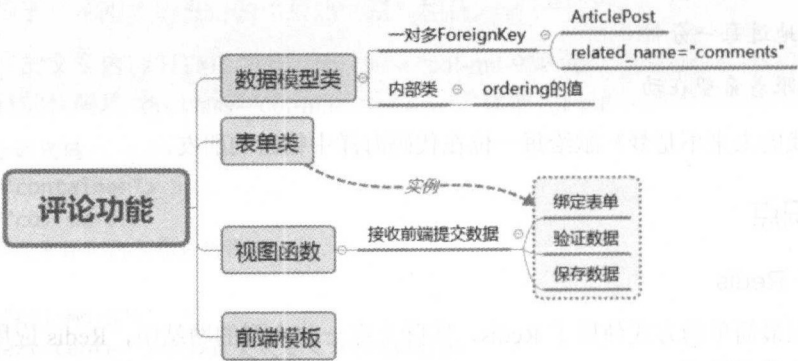 评论功能
数据模型类
一对多ForeignKey
ArticlePost
related_name="comments"
内部类
ordering的值
表单类
实例
视图函数
接收前端提交数据
绑定表单
验证数据
保存数据
前端模板